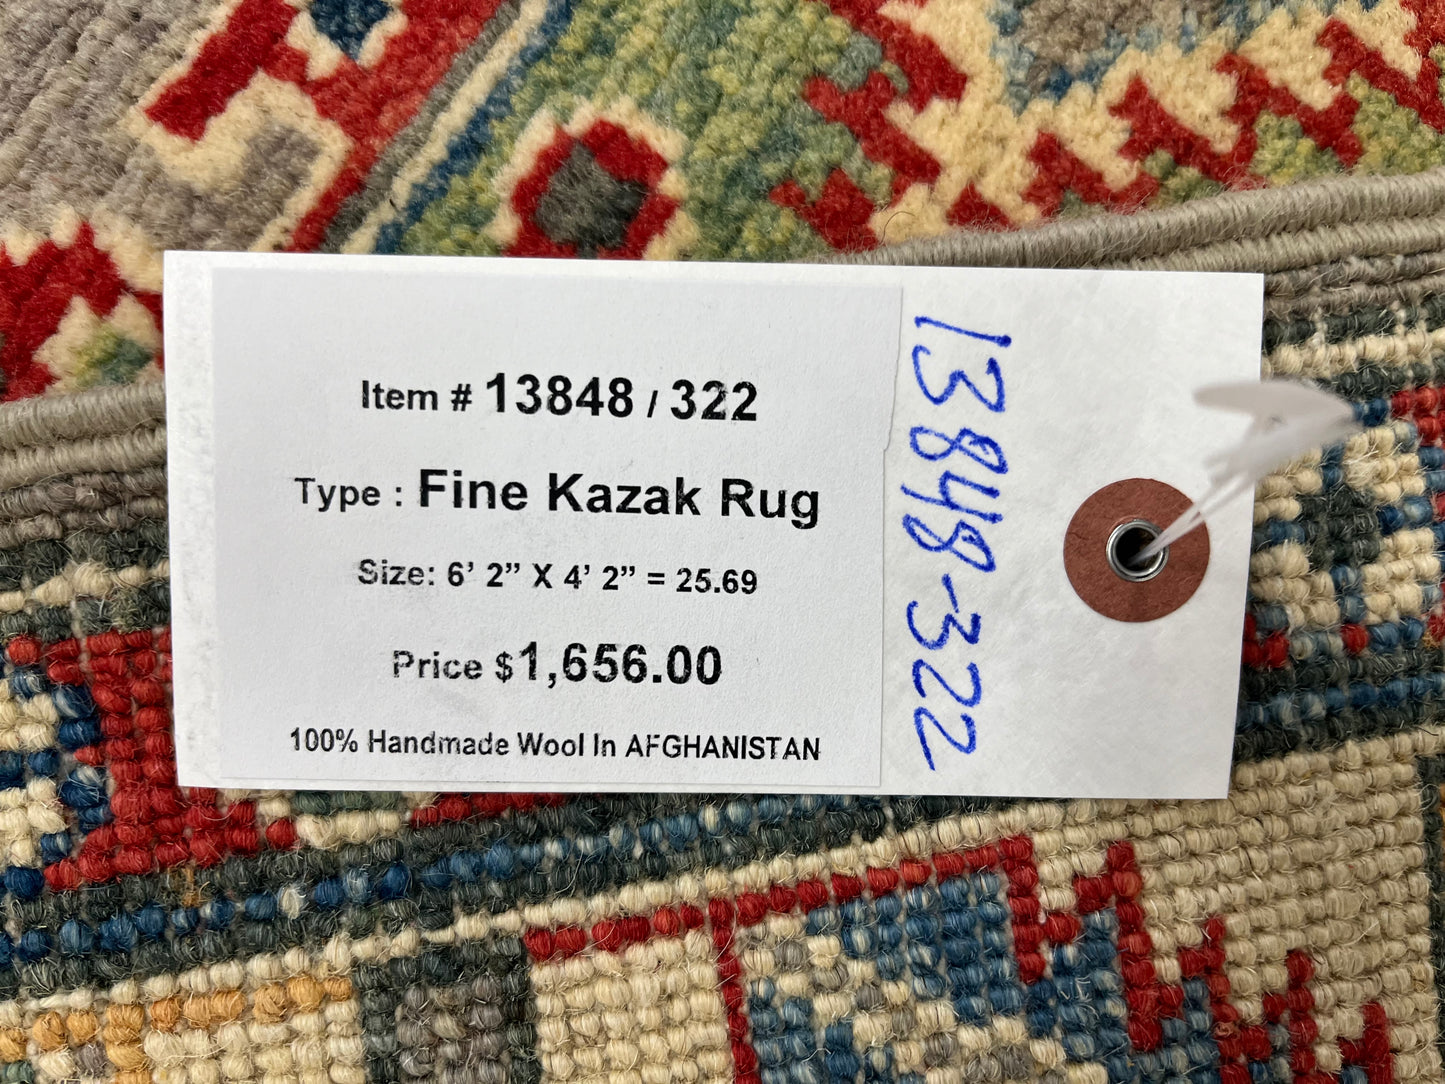 Item # 13848 / 322
Type : Fine Kazak Rug
Size: 6’ 2” X 4’ 2” = 25.69
Price $1,656.00
100% Handmade Wool In AFGHANISTAN
13848-322